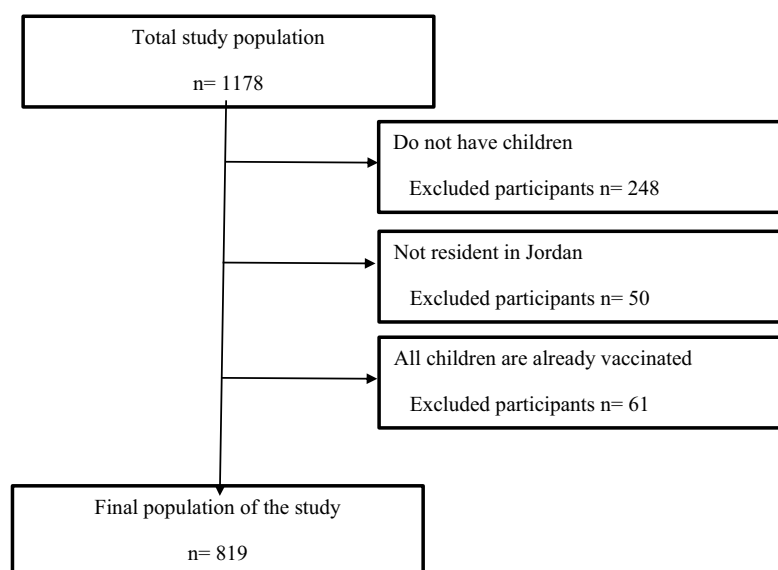 Total study population
n= 1178
Do not have children
Excluded participants n= 248
Not resident in Jordan
Excluded participants n= 50
All children are already vaccinated
Excluded participants n= 61
Final population of the study
n= 819